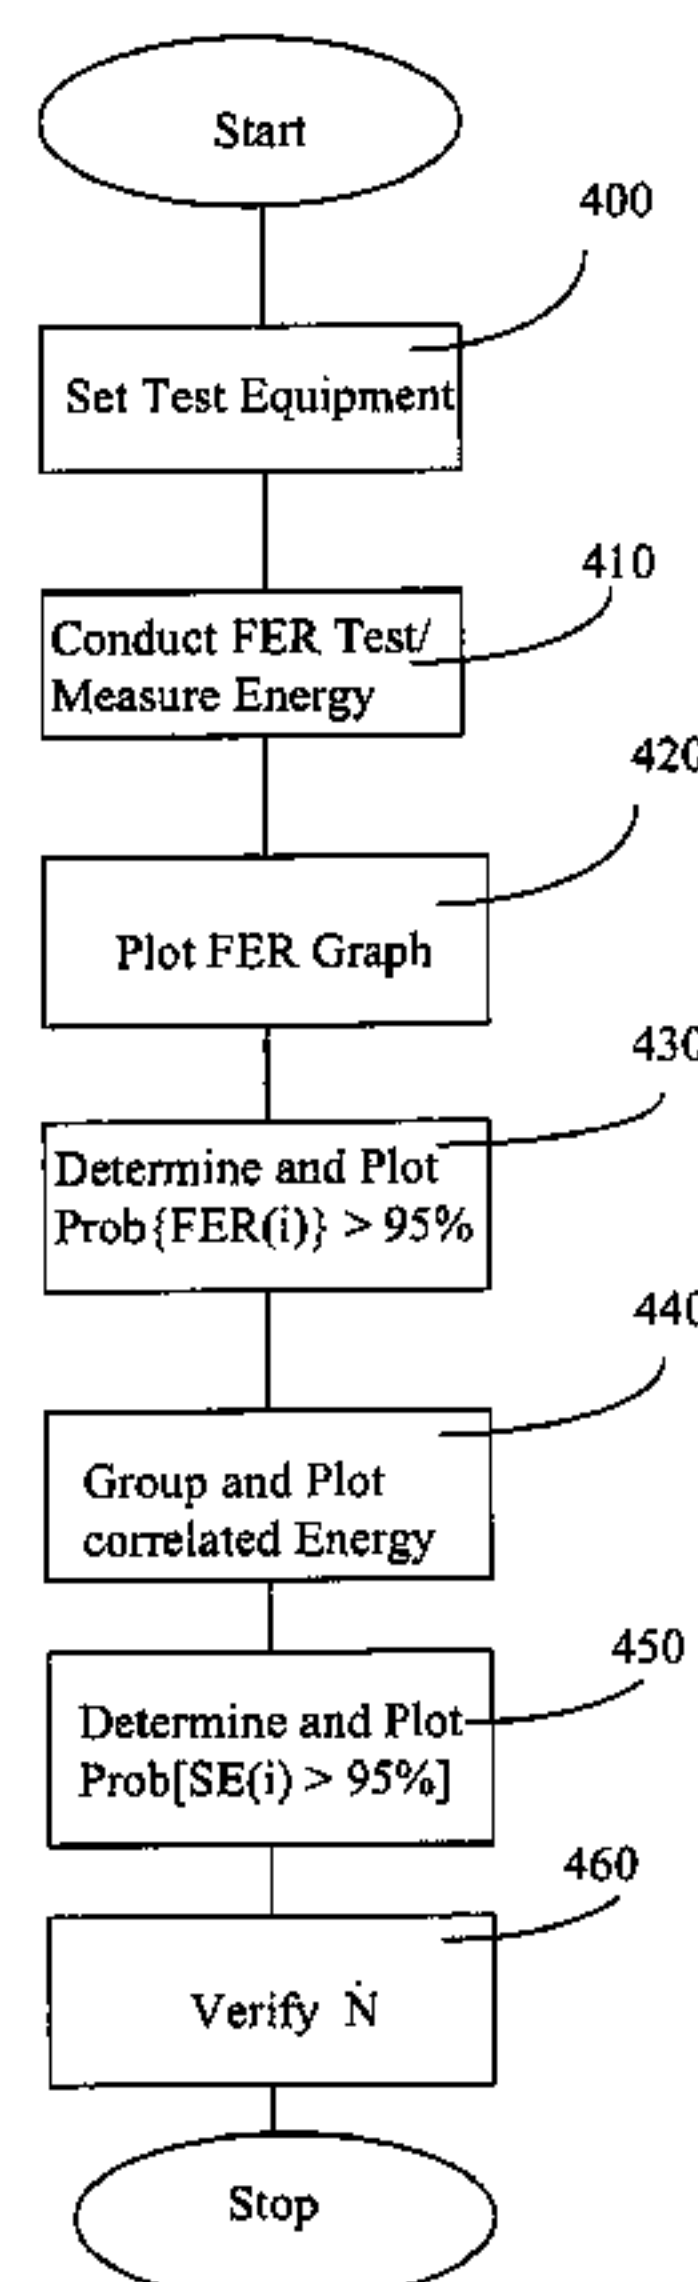 Start
400
Set Test Equipment
410
Conduct FER Test/
Measure Energy
420
Plot FER Graph
430
Determine and Plot
Prob{FER(i)} > 95%
440
Group and Plot
correlated Energy
450
Determine and Plot
Prob[SE(i) > 95%]
460
Verify Ṅ
Stop